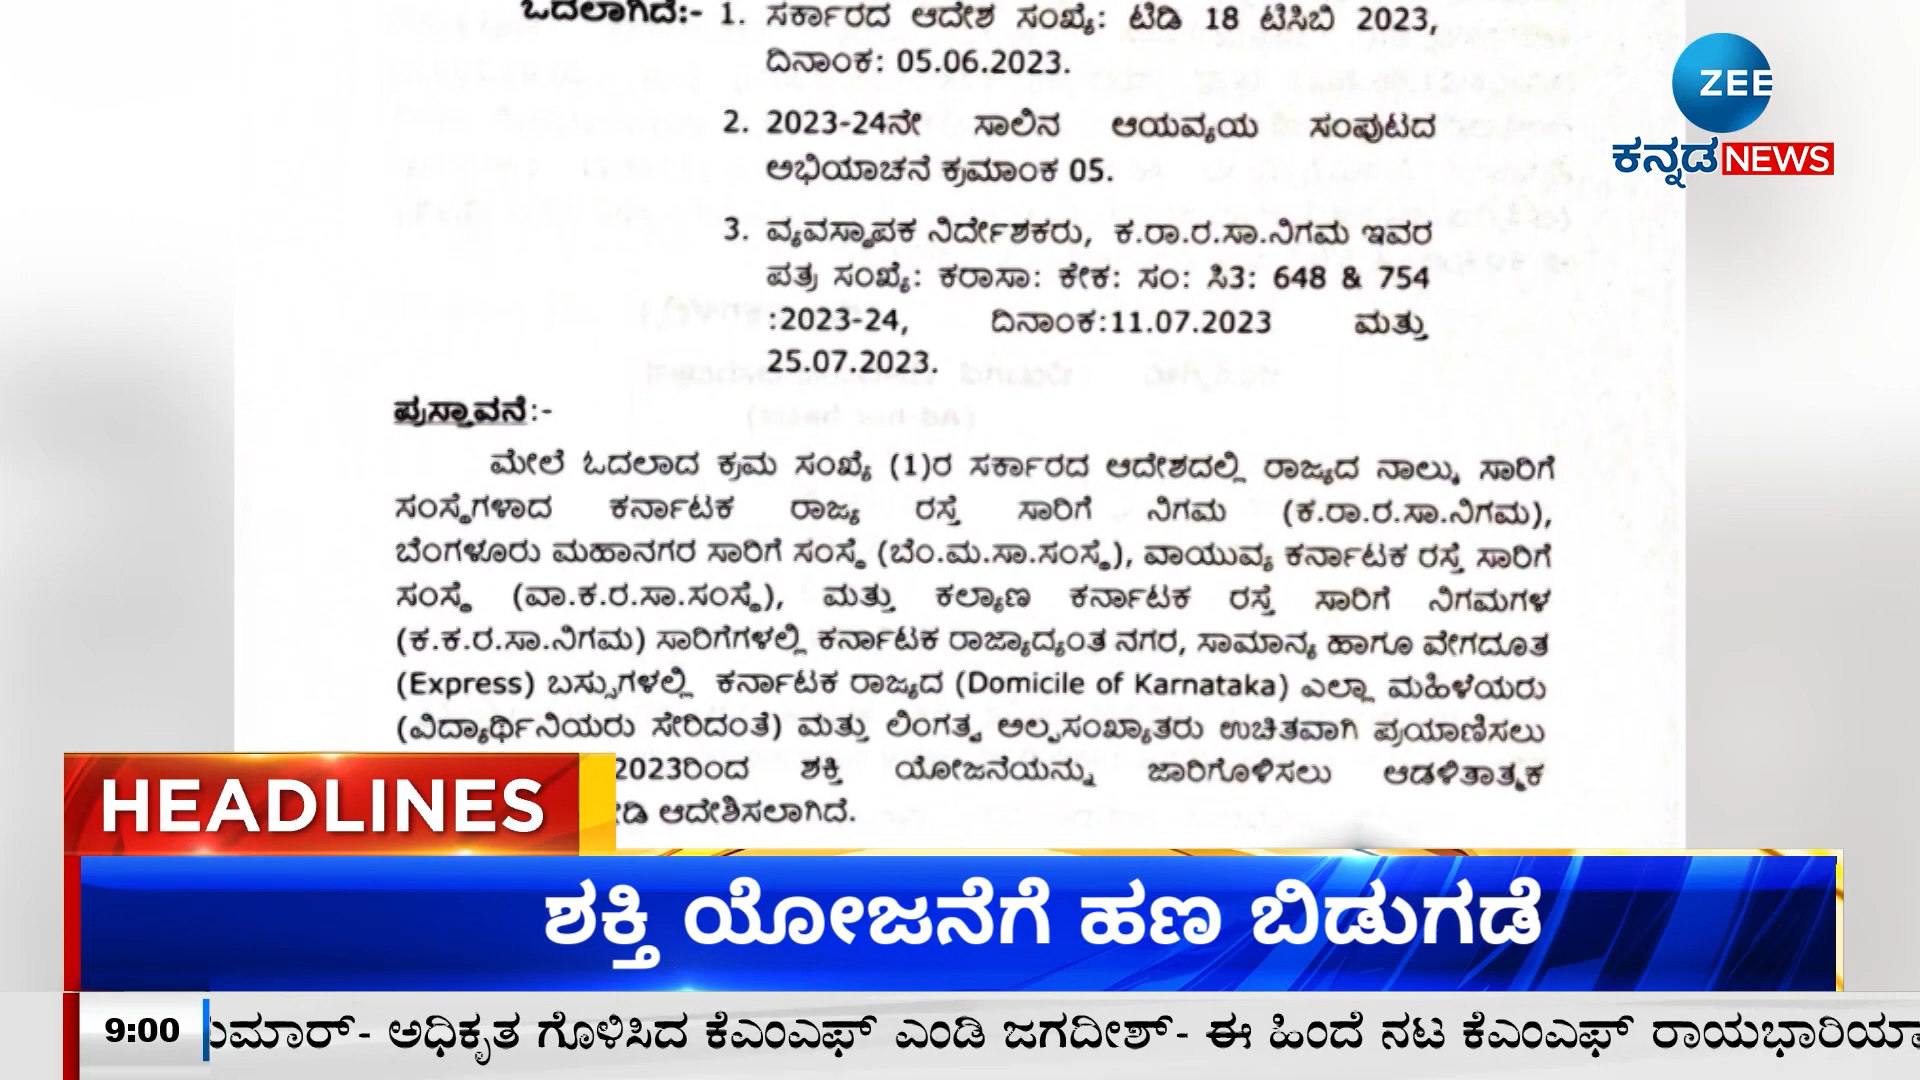 ಓದಲಾಗಿದೆ:- 1. ಸರ್ಕಾರದ ಆದೇಶ ಸಂಖ್ಯೆ: ಟಿಡಿ 18 ಟಿಸಿಬಿ 2023,
ದಿನಾಂಕ: 05.06.2023.
2. 2023-24ನೇ ಸಾಲಿನ ಆಯವ್ಯಯ ಸಂಪುಟದ
ಅಭಿಯಾಚನೆ ಕ್ರಮಾಂಕ 05.
3. ವ್ಯವಸ್ಥಾಪಕ ನಿರ್ದೇಶಕರು, ಕ.ರಾ.ರ.ಸಾ.ನಿಗಮ ಇವರ
ಪತ್ರ ಸಂಖ್ಯೆ: ಕರಾಸಾ: ಕೇಕ: ಸಂ: ಸಿ3: 648 & 754
:2023-24, ದಿನಾಂಕ:11.07.2023 ಮತ್ತು
25.07.2023.
ZEE
ಕನ್ನಡ NEWS
ಪ್ರಸ್ತಾವನೆ:-
ಮೇಲೆ ಓದಲಾದ ಕ್ರಮ ಸಂಖ್ಯೆ (1)ರ ಸರ್ಕಾರದ ಆದೇಶದಲ್ಲಿ ರಾಜ್ಯದ ನಾಲ್ಕು ಸಾರಿಗೆ
ಸಂಸ್ಥೆಗಳಾದ ಕರ್ನಾಟಕ ರಾಜ್ಯ ರಸ್ತೆ ಸಾರಿಗೆ ನಿಗಮ (ಕ.ರಾ.ರ.ಸಾ.ನಿಗಮ),
ಬೆಂಗಳೂರು ಮಹಾನಗರ ಸಾರಿಗೆ ಸಂಸ್ಥೆ (ಬೆಂ.ಮ.ಸಾ.ಸಂಸ್ಥೆ), ವಾಯುವ್ಯ ಕರ್ನಾಟಕ ರಸ್ತೆ ಸಾರಿಗೆ
ಸಂಸ್ಥೆ (ವಾ.ಕ.ರ.ಸಾ.ಸಂಸ್ಥೆ), ಮತ್ತು ಕಲ್ಯಾಣ ಕರ್ನಾಟಕ ರಸ್ತೆ ಸಾರಿಗೆ ನಿಗಮಗಳ
(ಕ.ಕ.ರ.ಸಾ.ನಿಗಮ) ಸಾರಿಗೆಗಳಲ್ಲಿ ಕರ್ನಾಟಕ ರಾಜ್ಯಾದ್ಯಂತ ನಗರ, ಸಾಮಾನ್ಯ ಹಾಗೂ ವೇಗದೂತ
(Express) ಬಸ್ಸುಗಳಲ್ಲಿ ಕರ್ನಾಟಕ ರಾಜ್ಯದ (Domicile of Karnataka) ಎಲ್ಲಾ ಮಹಿಳೆಯರು
(ವಿದ್ಯಾರ್ಥಿನಿಯರು ಸೇರಿದಂತೆ) ಮತ್ತು ಲಿಂಗತ್ವ ಅಲ್ಪಸಂಖ್ಯಾತರು ಉಚಿತವಾಗಿ ಪ್ರಯಾಣಿಸಲು
2023ರಿಂದ ಶಕ್ತಿ ಯೋಜನೆಯನ್ನು ಜಾರಿಗೊಳಿಸಲು ಆಡಳಿತಾತ್ಮಕ
ಆದೇಶಿಸಲಾಗಿದೆ.
HEADLINES
ಶಕ್ತಿ ಯೋಜನೆಗೆ ಹಣ ಬಿಡುಗಡೆ
9:00 ಮಾರ್- ಅಧಿಕೃತ ಗೊಳಿಸಿದ ಕೆಎಂಎಫ್ ಎಂಡಿ ಜಗದೀಶ್- ಈ ಹಿಂದೆ ನಟ ಕೆಎಂಎಫ್ ರಾಯಭಾರಿಯಾ